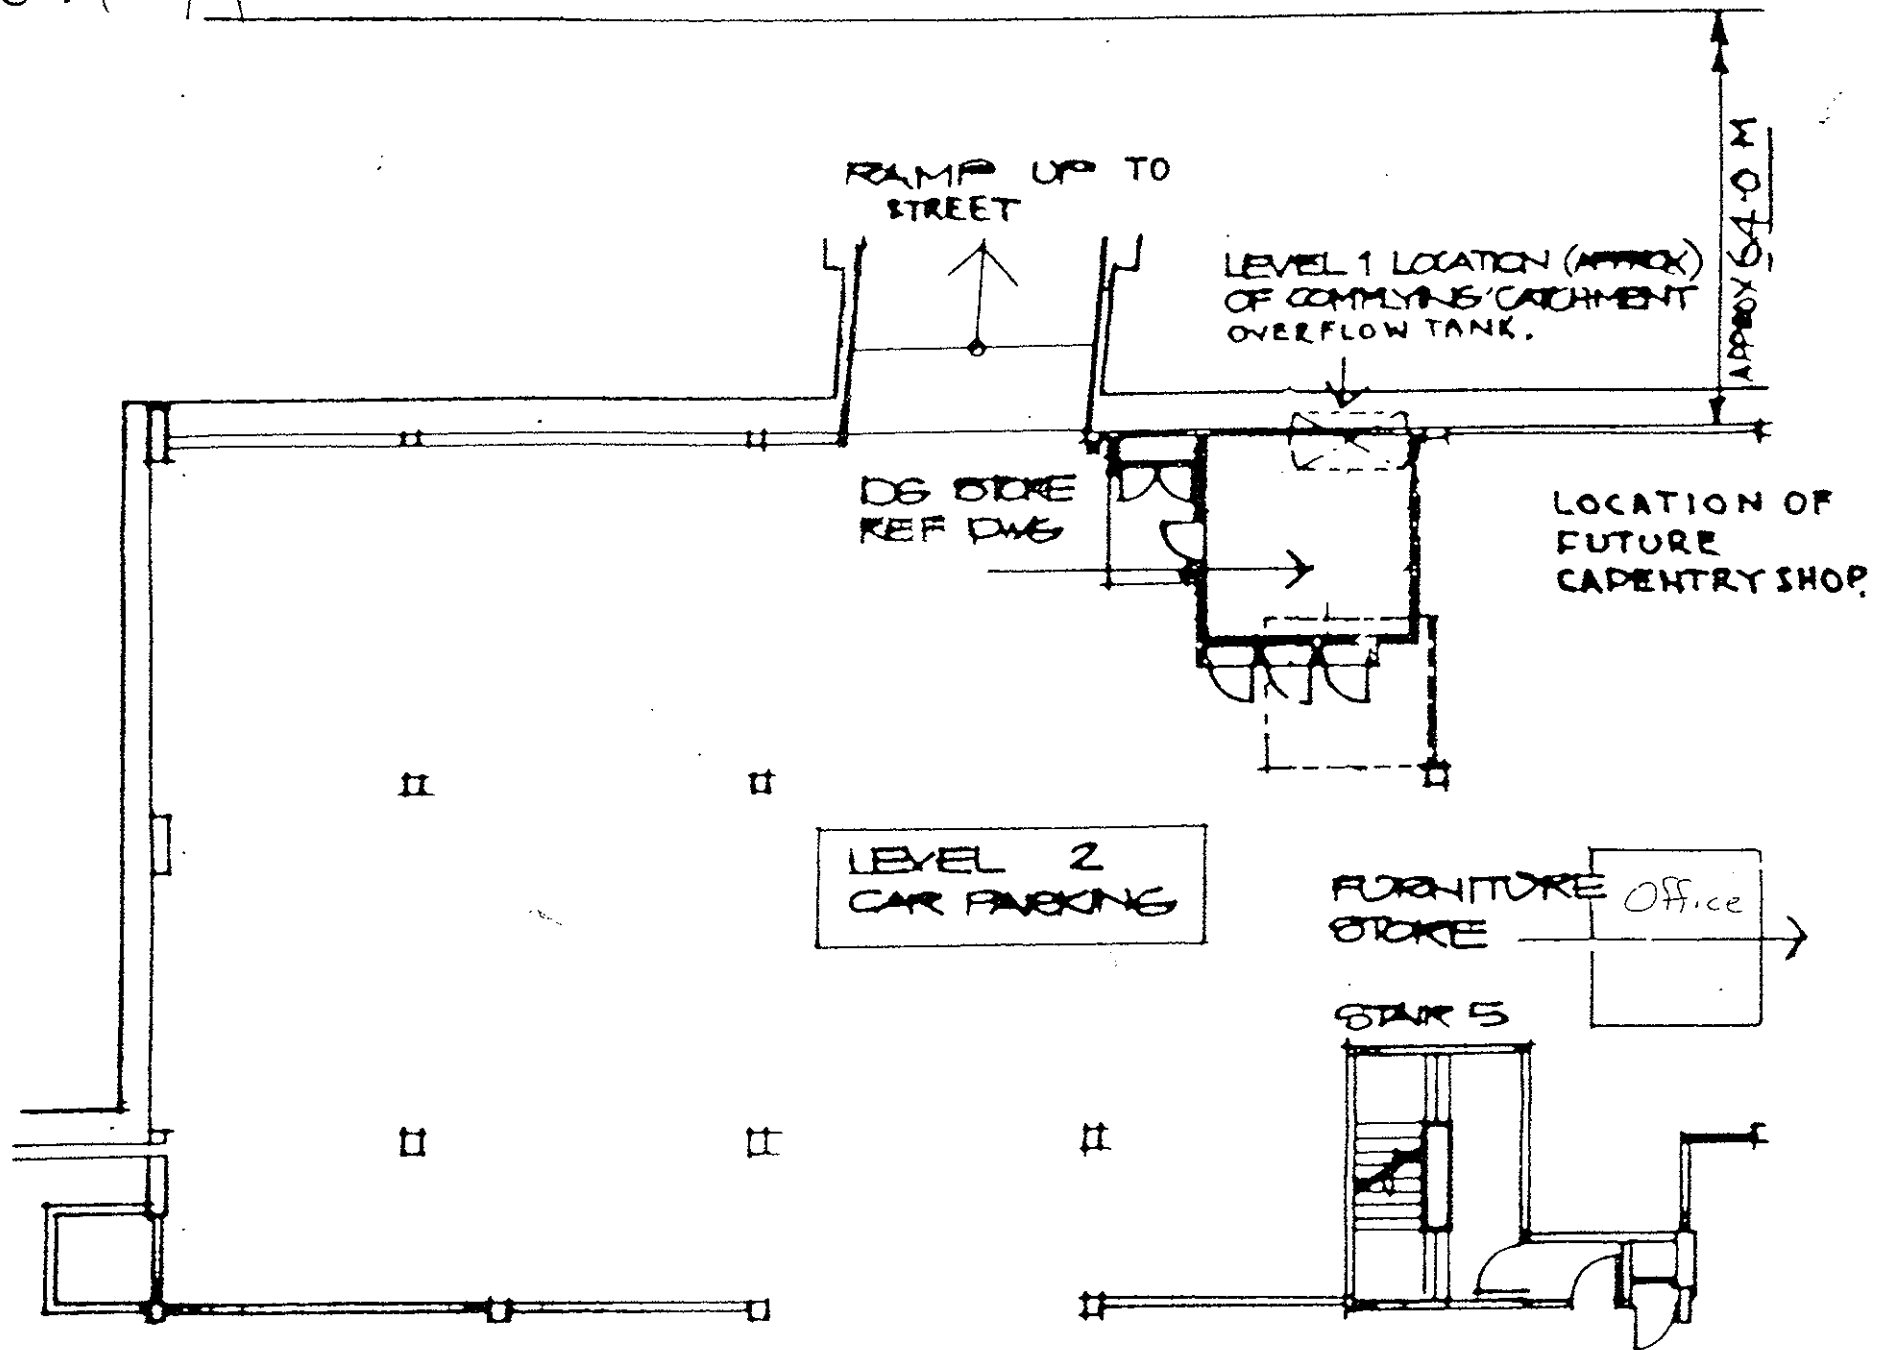 RAMP UP TO
STREET
LEVEL 1 LOCATION (APPROX)
OF COMPLYING CATCHMENT
OVERFLOW TANK.
APPROX 64.0 M
DG STORE
REF DWG
LOCATION OF
FUTURE
CAPENTRY SHOP.
LEVEL 2
CAR PARKING
FURNITURE
STORE
Office
STAIR 5